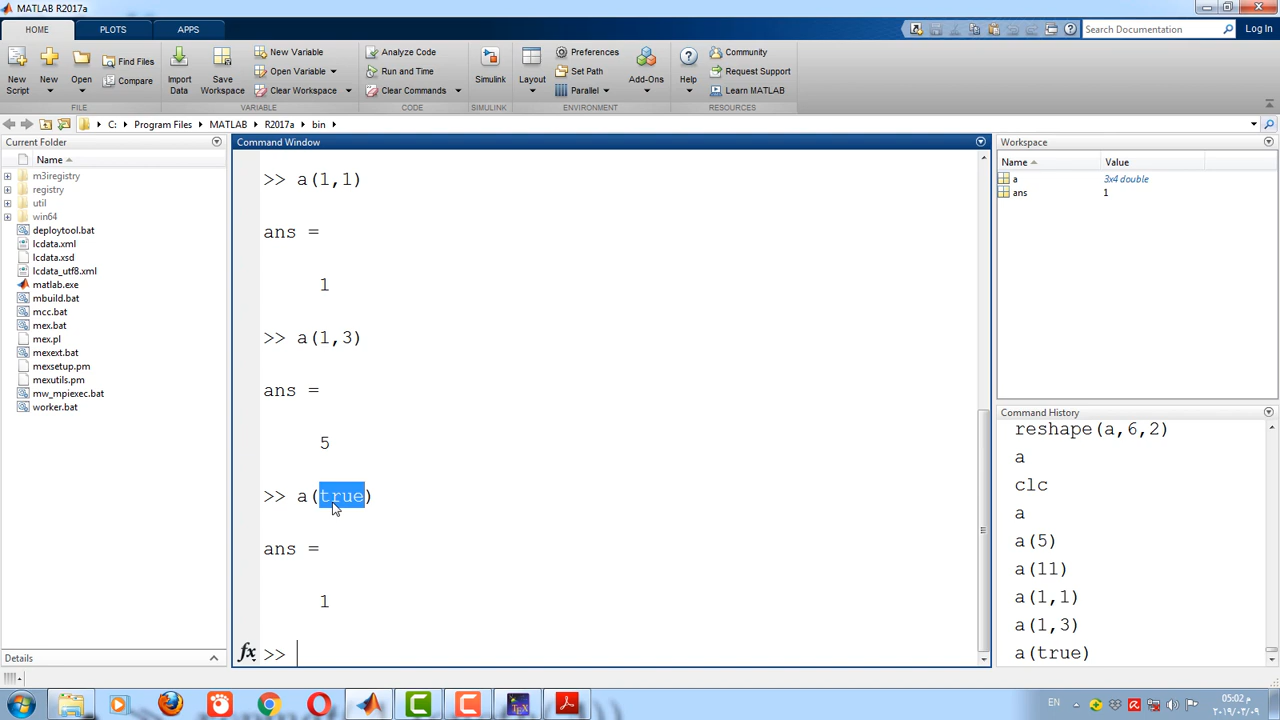 MATLAB R2017a
HOME
PLOTS
APPS
Search Documentation
Log In
New Script
New
Open
Find Files
Compare
Import Data
Save Workspace
New Variable
Open Variable
Clear Workspace
Analyze Code
Run and Time
Clear Commands
Simulink
Layout
Preferences
Set Path
Parallel
Add-Ons
Help
Community
Request Support
Learn MATLAB
FILE
VARIABLE
CODE
SIMULINK
ENVIRONMENT
RESOURCES
C: ▸ Program Files ▸ MATLAB ▸ R2017a ▸ bin ▸
Current Folder
Name
m3iregistry
registry
util
win64
deploytool.bat
lcdata.xml
lcdata.xsd
lcdata_utf8.xml
matlab.exe
mbuild.bat
mcc.bat
mex.bat
mex.pl
mexext.bat
mexsetup.pm
mexutils.pm
mw_mpiexec.bat
worker.bat
Details
Command Window
>> a(1,1)
ans =
1
>> a(1,3)
ans =
5
>> a(true)
ans =
1
fx >>
Workspace
Name Value
a 3x4 double
ans 1
Command History
reshape(a,6,2)
a
clc
a
a(5)
a(11)
a(1,1)
a(1,3)
a(true)
EN
05:02 م
٢٠١٩/٠٣/٠٩